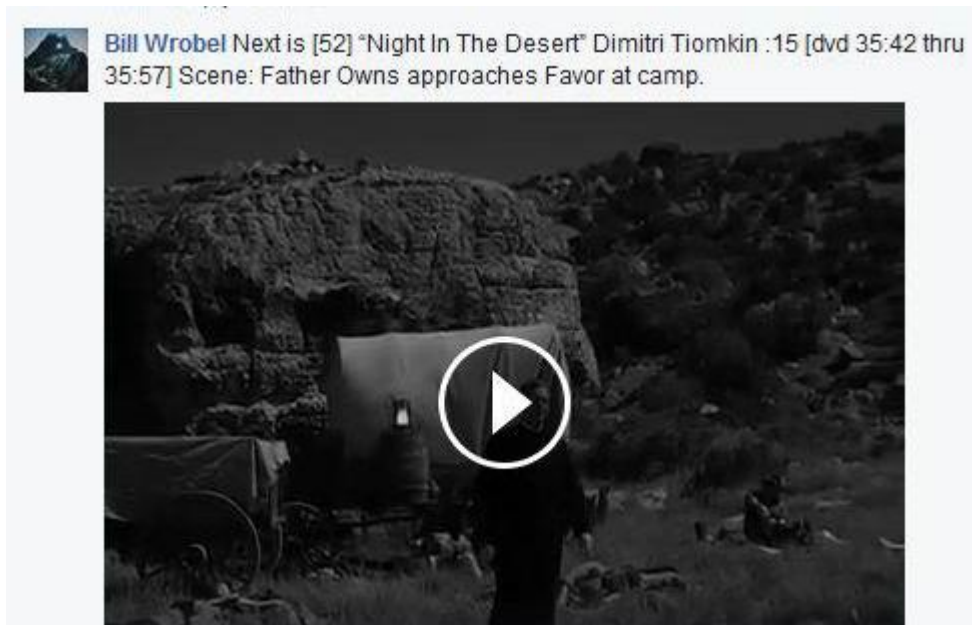 Bill Wrobel Next is [52] “Night In The Desert” Dimitri Tiomkin :15 [dvd 35:42 thru
35:57] Scene: Father Owns approaches Favor at camp.